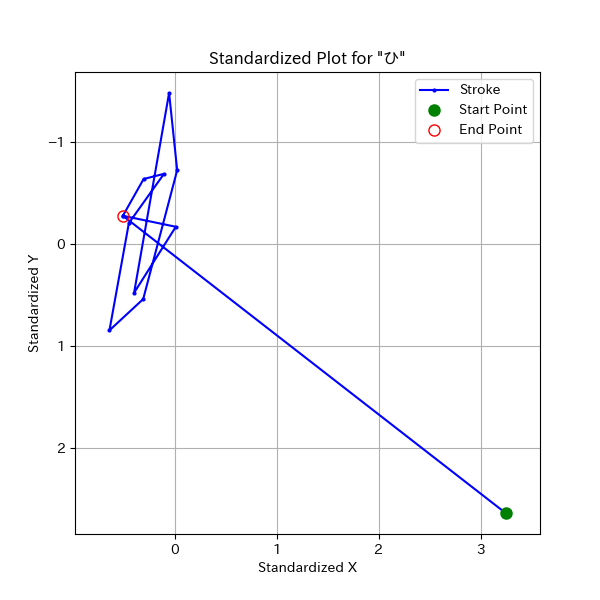 Standardized Plot for "ひ"
Stroke
Start Point
End Point
−1
0
1
2
Standardized Y
0 1 2 3
Standardized X